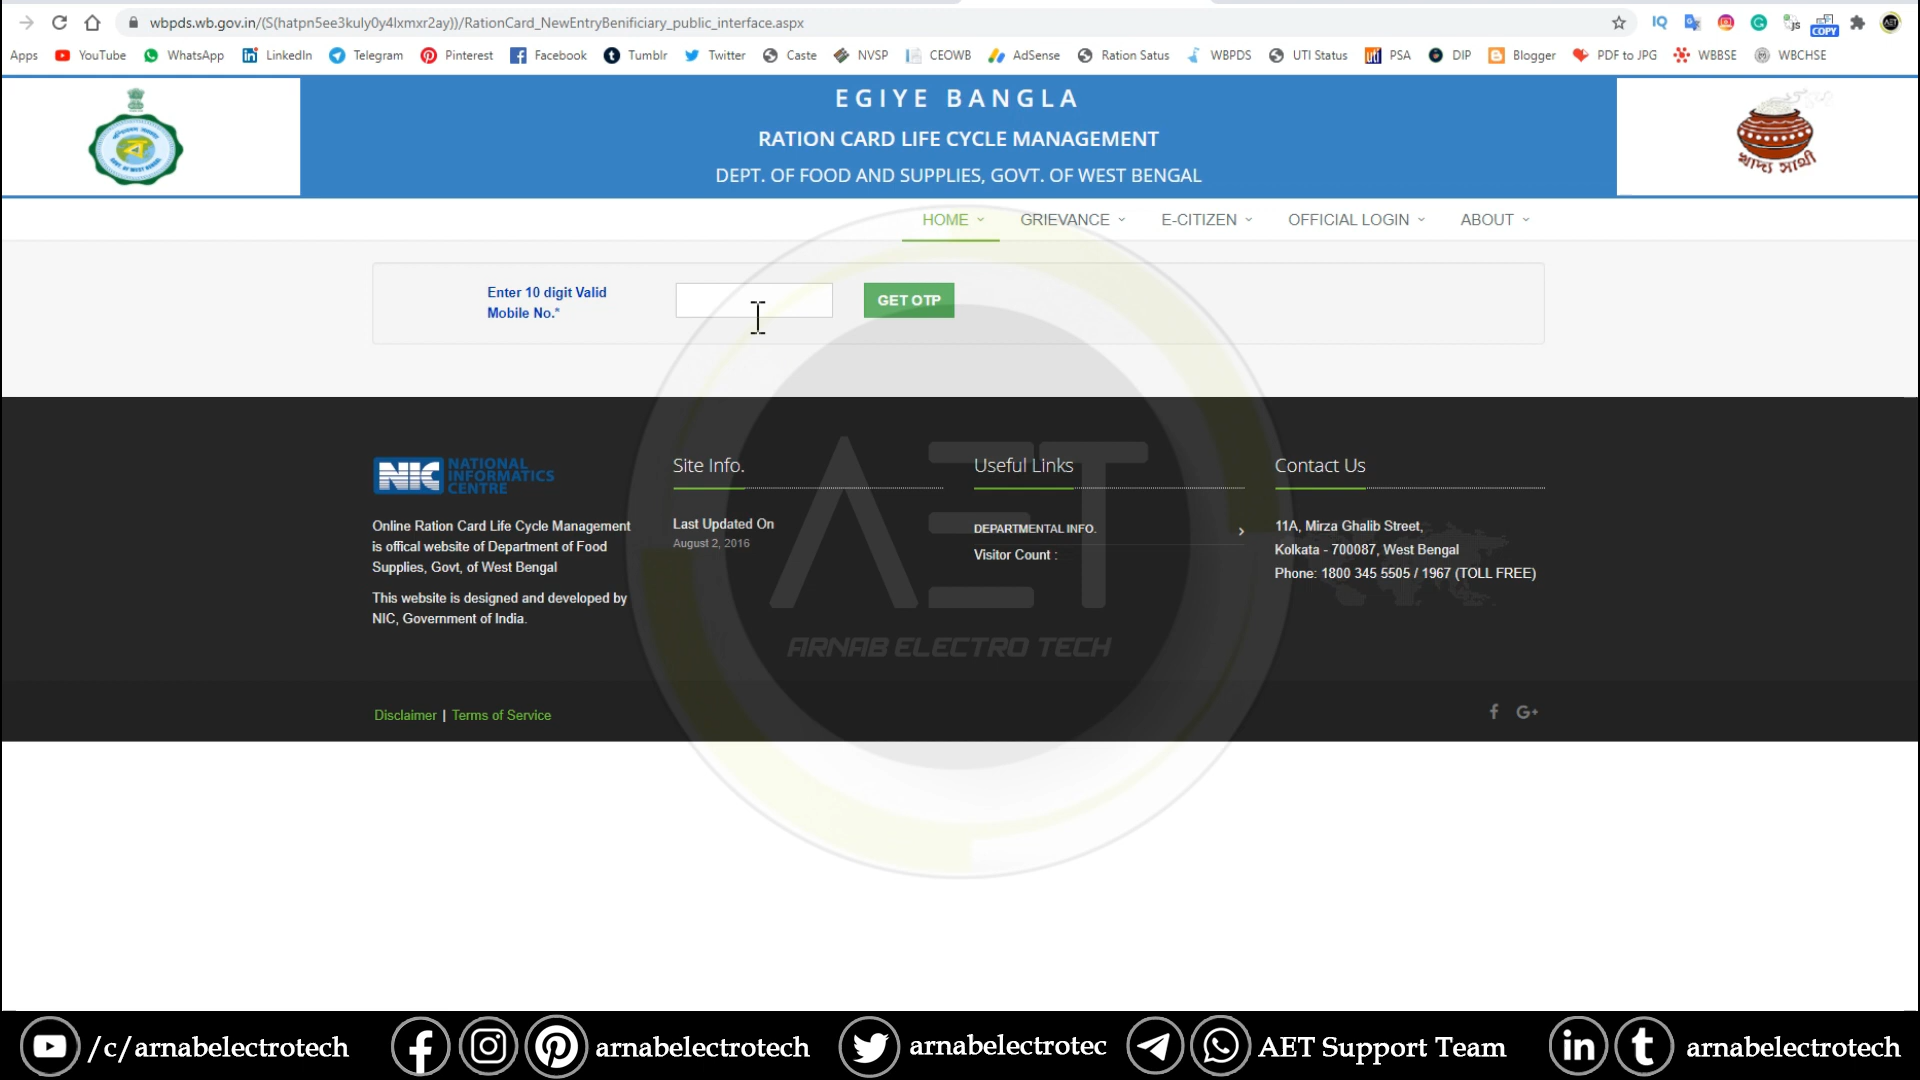 wbpds.wb.gov.in/(S(hatpn5ee3kuly0y4lxmxr2ay))/RationCard_NewEntryBenificiary_public_interface.aspx
IQ
COPY
Apps YouTube WhatsApp LinkedIn Telegram Pinterest Facebook Tumblr Twitter Caste NVSP CEOWB AdSense Ration Satus WBPDS UTI Status PSA DIP Blogger PDF to JPG WBBSE WBCHSE
EGIYE BANGLA
RATION CARD LIFE CYCLE MANAGEMENT
DEPT. OF FOOD AND SUPPLIES, GOVT. OF WEST BENGAL
খাদ্য সাথী
HOME GRIEVANCE E-CITIZEN OFFICIAL LOGIN ABOUT
Enter 10 digit Valid
Mobile No.*
GET OTP
NIC NATIONAL
INFORMATICS
CENTRE
Online Ration Card Life Cycle Management
is offical website of Department of Food
Supplies, Govt, of West Bengal
This website is designed and developed by
NIC, Government of India.
Site Info.
Last Updated On
August 2, 2016
Useful Links
DEPARTMENTAL INFO.
Visitor Count :
Contact Us
11A, Mirza Ghalib Street,
Kolkata - 700087, West Bengal
Phone: 1800 345 5505 / 1967 (TOLL FREE)
AET
ARNAB ELECTRO TECH
Disclaimer | Terms of Service
G+
/c/arnabelectrotech arnabelectrotech arnabelectrotec AET Support Team arnabelectrotech